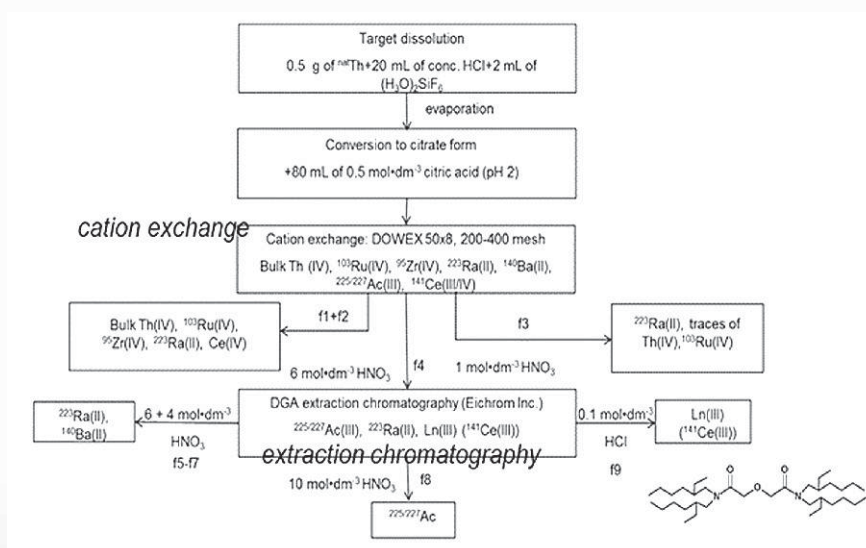 Target dissolution
0.5 g of ⁿᵃᵗTh+20 mL of conc. HCl+2 mL of
(H₃O)₂SiF₆
evaporation
Conversion to citrate form
+80 mL of 0.5 mol•dm⁻³ citric acid (pH 2)
cation exchange
Cation exchange: DOWEX 50x8, 200-400 mesh
Bulk Th (IV), ¹⁰³Ru(IV), ⁹⁵Zr(IV), ²²³Ra(II), ¹⁴⁰Ba(II),
²²⁵/²²⁷Ac(III), ¹⁴¹Ce(III/IV)
f1+f2
Bulk Th(IV), ¹⁰³Ru(IV),
⁹⁵Zr(IV), ²²³Ra(II), Ce(IV)
f3
²²³Ra(II), traces of
Th(IV),¹⁰³Ru(IV)
6 mol•dm⁻³ HNO₃
f4
1 mol•dm⁻³ HNO₃
DGA extraction chromatography (Eichrom Inc.)
²²⁵/²²⁷Ac(III), ²²³Ra(II), Ln(III) (¹⁴¹Ce(III))
extraction chromatography
²²³Ra(II),
¹⁴⁰Ba(II)
6 + 4 mol•dm⁻³
HNO₃
f5-f7
0.1 mol•dm⁻³
HCl
f9
Ln(III)
(¹⁴¹Ce(III))
10 mol•dm⁻³ HNO₃
f8
²²⁵/²²⁷Ac
O
O
N
O
N